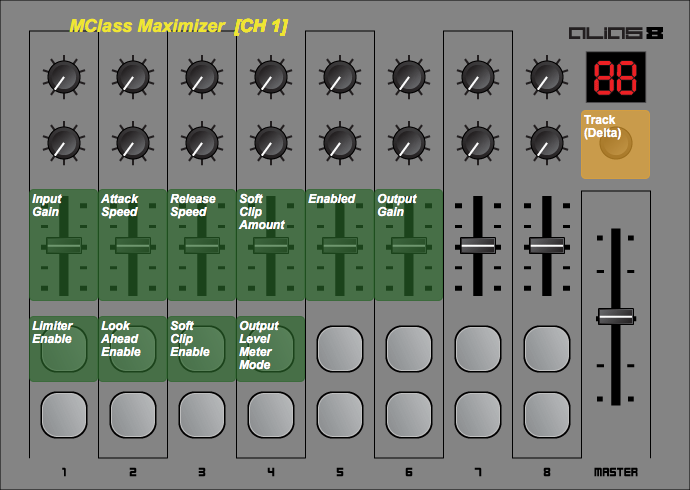 MClass Maximizer [CH 1]
ALIAS 8
88
Track
(Delta)
Input
Gain
Attack
Speed
Release
Speed
Soft
Clip
Amount
Enabled
Output
Gain
Limiter
Enable
Look
Ahead
Enable
Soft
Clip
Enable
Output
Level
Meter
Mode
1 2 3 4 5 6 7 8 MASTER